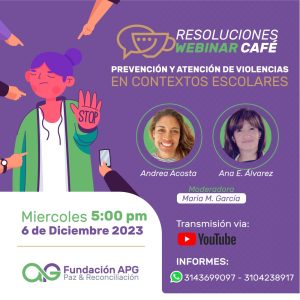 RESOLUCIONES
WEBINAR CAFÉ
PREVENCIÓN Y ATENCIÓN DE VIOLENCIAS
EN CONTEXTOS ESCOLARES
STOP
Andrea Acosta
Ana E. Álvarez
Moderadora
María M. García
Miercoles 5:00 pm
6 de Diciembre 2023
Transmisión via:
YouTube
Fundación APG
Paz & Reconciliación
INFORMES:
3143699097 - 3104238917